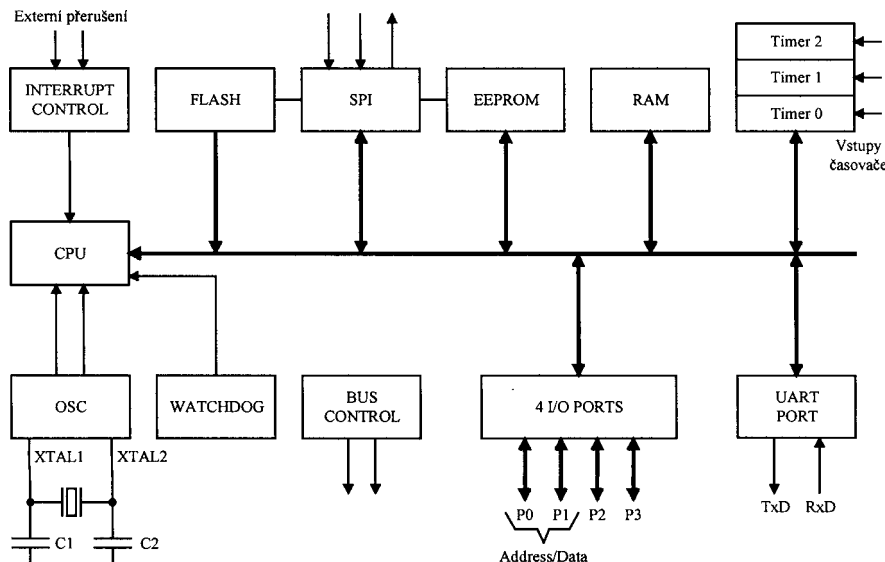 Externí přerušení
INTERRUPT
CONTROL
FLASH
SPI
EEPROM
RAM
Timer 2
Timer 1
Timer 0
Vstupy
časovače
CPU
OSC
WATCHDOG
BUS
CONTROL
4 I/O PORTS
UART
PORT
XTAL1
XTAL2
C1
C2
P0
P1
P2
P3
TxD
RxD
Address/Data